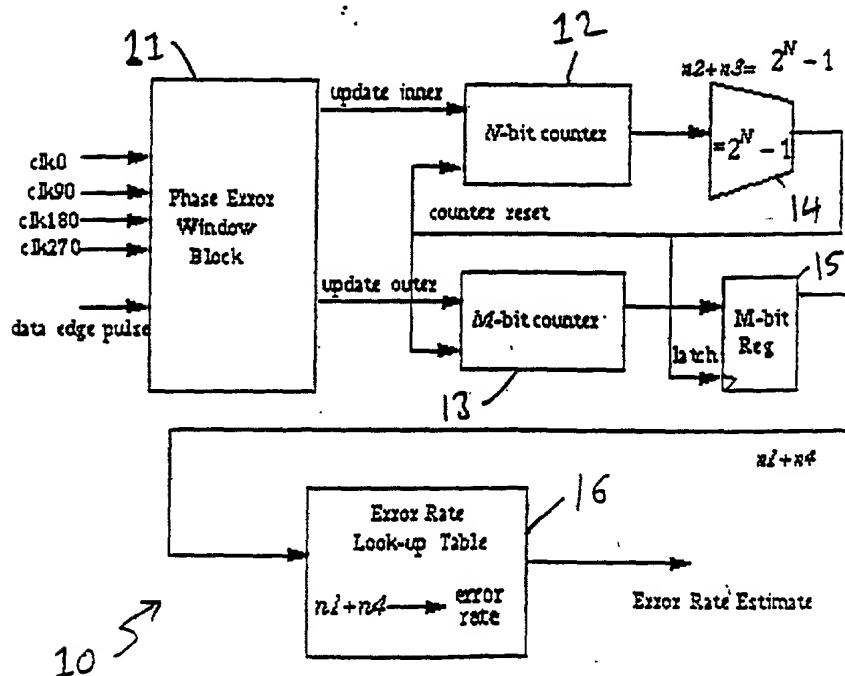 11
12
n2+n3= 2^N - 1
update inner
N-bit counter
=2^N - 1
14
clk0
clk90
clk180
clk270
Phase Error
Window
Block
counter reset
update outer
data edge pulse
M-bit counter
13
15
M-bit
Reg
latch
n1+n4
16
Error Rate
Look-up Table
n1+n4
error
rate
Error Rate Estimate
10